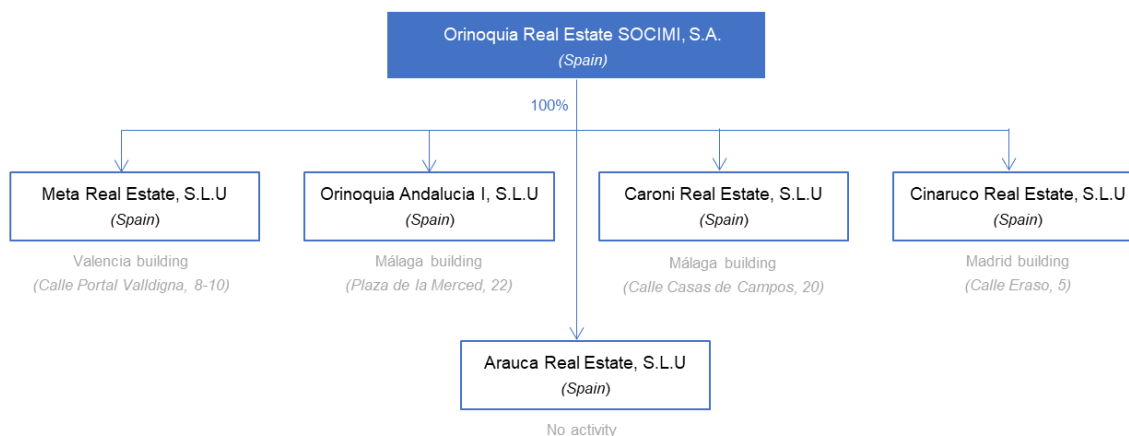 Orinoquia Real Estate SOCIMI, S.A.
(Spain)
100%
Meta Real Estate, S.L.U
(Spain)
Orinoquia Andalucia I, S.L.U
(Spain)
Caroni Real Estate, S.L.U
(Spain)
Cinaruco Real Estate, S.L.U
(Spain)
Valencia building
(Calle Portal Valldigna, 8-10)
Málaga building
(Plaza de la Merced, 22)
Málaga building
(Calle Casas de Campos, 20)
Madrid building
(Calle Eraso, 5)
Arauca Real Estate, S.L.U
(Spain)
No activity